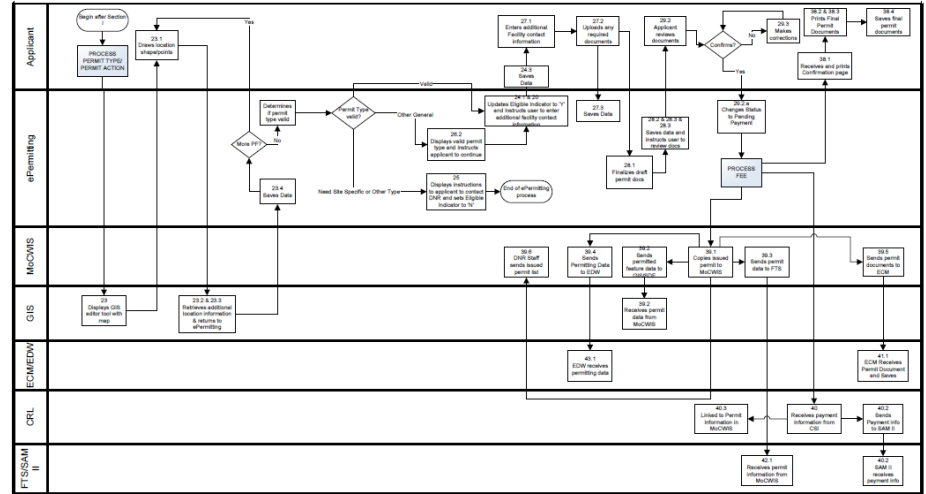 Applicant
Begin after Section
I
PROCESS
PERMIT TYPE/
PERMIT ACTION
23.1
Draws location
shape/points
Yes
27.1
Enters additional
Facility contact
information
24.3
Saves
Data
27.2
Uploads any
required
documents
29.2
Applicant
reviews
documents
Confirms?
No
Yes
29.3
Makes
corrections
38.2 & 38.3
Prints Final
Permit
Documents
38.4
Saves final
permit
documents
38.1
Receives and prints
Confirmation page
ePermitting
Determines
if permit
type valid
More PF?
No
23.4
Saves Data
Permit Type
valid?
Valid
Other General
Need Site Specific or Other Type
24.1 & 26
Updates Eligible Indicator to 'Y'
and Instructs user to enter
additional facility contact
information
26.2
Displays valid permit
type and instructs
applicant to continue
25
Displays instructions
to applicant to contact
DNR and sets Eligible
Indicator to 'N'
End of ePermitting
process
27.3
Saves Data
28.1
Finalizes draft
permit docs
28.2 & 28.3 &
28.3
Saves data and
instructs user to
review docs
29.2.a
Changes Status
to Pending
Payment
PROCESS
FEE
MoCWIS
39.6
DNR Staff
sends issued
permit list
39.4
Sends
Permitting Data
to EDW
39.2
Sends
permitted
feature data to
39.1
Copies issued
permit to
MoCWIS
39.3
Sends permit
data to FTS
39.5
Sends permit
documents to
ECM
GIS
23
Displays GIS
editor tool with
map
23.2 & 23.3
Retrieves additional
location information
& returns to
ePermitting
39.2
Receives permit
data from
MoCWIS
ECM/EDW
43.1
EDW receives
permitting data
41.1
ECM Receives
Permit Document
and Saves
CRL
40.3
Linked to Permit
Information in
MoCWIS
40
Receives payment
information from
CSI
40.2
Sends
Payment Info
to SAM II
FTS/SAM
II
42.1
Receives permit
information from
MoCWIS
40.2
SAM II
receives
payment info